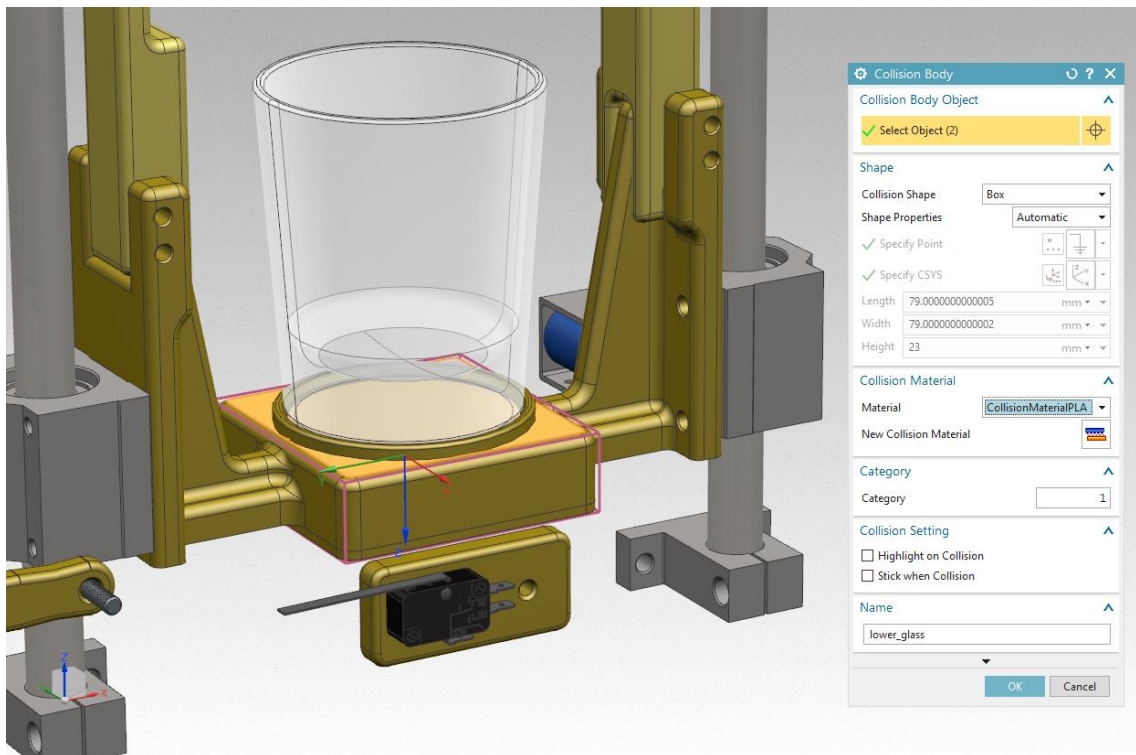 Collision Body
Collision Body Object
Select Object (2)
Shape
Collision Shape Box
Shape Properties Automatic
Specify Point
Specify CSYS
Length 79.0000000000005 mm
Width 79.0000000000002 mm
Height 23 mm
Collision Material
Material CollisionMaterialPLA
New Collision Material
Category
Category 1
Collision Setting
Highlight on Collision
Stick when Collision
Name
lower_glass
OK Cancel
Y
Z
Z
X